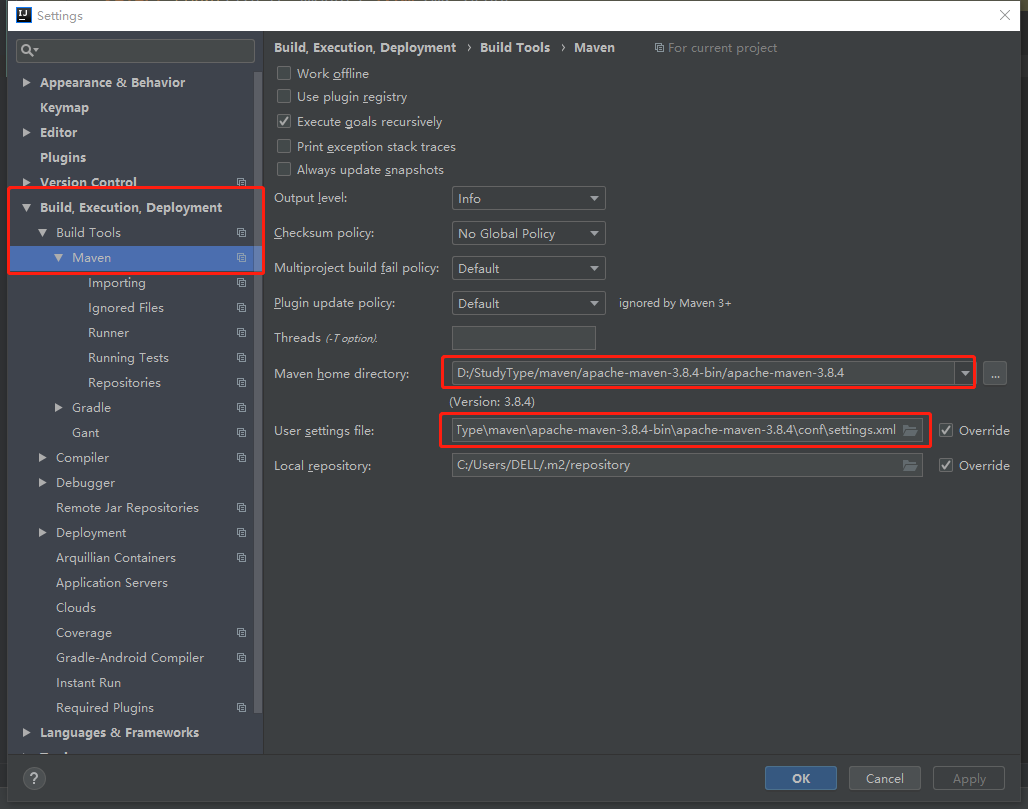 Settings
Appearance & Behavior
Keymap
Editor
Plugins
Version Control
Build, Execution, Deployment
Build Tools
Maven
Importing
Ignored Files
Runner
Running Tests
Repositories
Gradle
Gant
Compiler
Debugger
Remote Jar Repositories
Deployment
Arquillian Containers
Application Servers
Clouds
Coverage
Gradle-Android Compiler
Instant Run
Required Plugins
Languages & Frameworks
Build, Execution, Deployment › Build Tools › Maven For current project
Work offline
Use plugin registry
Execute goals recursively
Print exception stack traces
Always update snapshots
Output level: Info
Checksum policy: No Global Policy
Multiproject build fail policy: Default
Plugin update policy: Default ignored by Maven 3+
Threads (-T option).
Maven home directory: D:/StudyType/maven/apache-maven-3.8.4-bin/apache-maven-3.8.4 ...
(Version: 3.8.4)
User settings file: Type\maven\apache-maven-3.8.4-bin\apache-maven-3.8.4\conf\settings.xml Override
Local repository: C:/Users/DELL/.m2/repository Override
? OK Cancel Apply